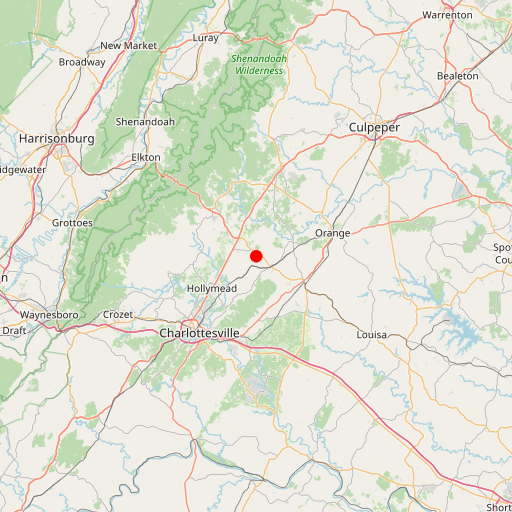 Warrenton
Luray
New Market
Shenandoah
Wilderness
Broadway
Bealeton
Shenandoah
Culpeper
Harrisonburg
Elkton
idgewater
Grottoes
Orange
Spot
Cou
n
Hollymead
Waynesboro
Crozet
Draft
Charlottesville
Louisa
Short